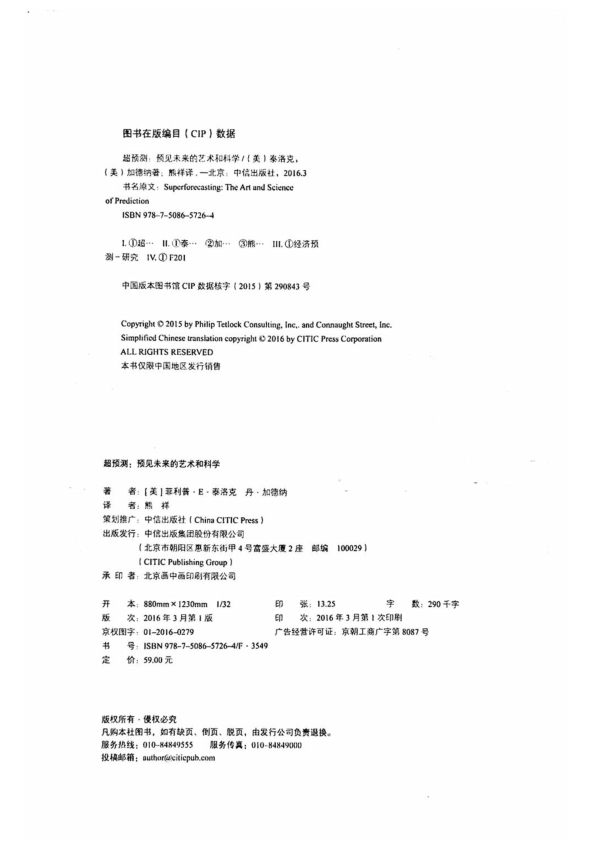 图书在版编目（CIP）数据
超预测：预见未来的艺术和科学/（美）泰洛克，
（美）加德纳著；熊祥译.—北京：中信出版社，2016.3
书名原文：Superforecasting: The Art and Science
of Prediction
ISBN 978-7-5086-5726-4
I. ①超… II. ①泰… ②加… ③熊… III. ①经济预
测－研究 IV. ① F201
中国版本图书馆 CIP 数据核字（2015）第 290843 号
Copyright © 2015 by Philip Tetlock Consulting, Inc,. and Connaught Street, Inc.
Simplified Chinese translation copyright © 2016 by CITIC Press Corporation
ALL RIGHTS RESERVED
本书仅限中国地区发行销售
超预测：预见未来的艺术和科学
著 者：[美]菲利普·E·泰洛克 丹·加德纳
译 者：熊 祥
策划推广：中信出版社（China CITIC Press）
出版发行：中信出版集团股份有限公司
（北京市朝阳区惠新东街甲 4 号富盛大厦 2 座 邮编 100029）
（CITIC Publishing Group）
承 印 者：北京画中画印刷有限公司
开 本：880mm×1230mm 1/32 印 张：13.25 字 数：290 千字
版 次：2016 年 3 月第 1 版 印 次：2016 年 3 月第 1 次印刷
京权图字：01-2016-0279 广告经营许可证：京朝工商广字第 8087 号
书 号：ISBN 978-7-5086-5726-4/F·3549
定 价：59.00 元
版权所有·侵权必究
凡购本社图书，如有缺页、倒页、脱页，由发行公司负责退换。
服务热线：010-84849555 服务传真：010-84849000
投稿邮箱：author@citicpub.com